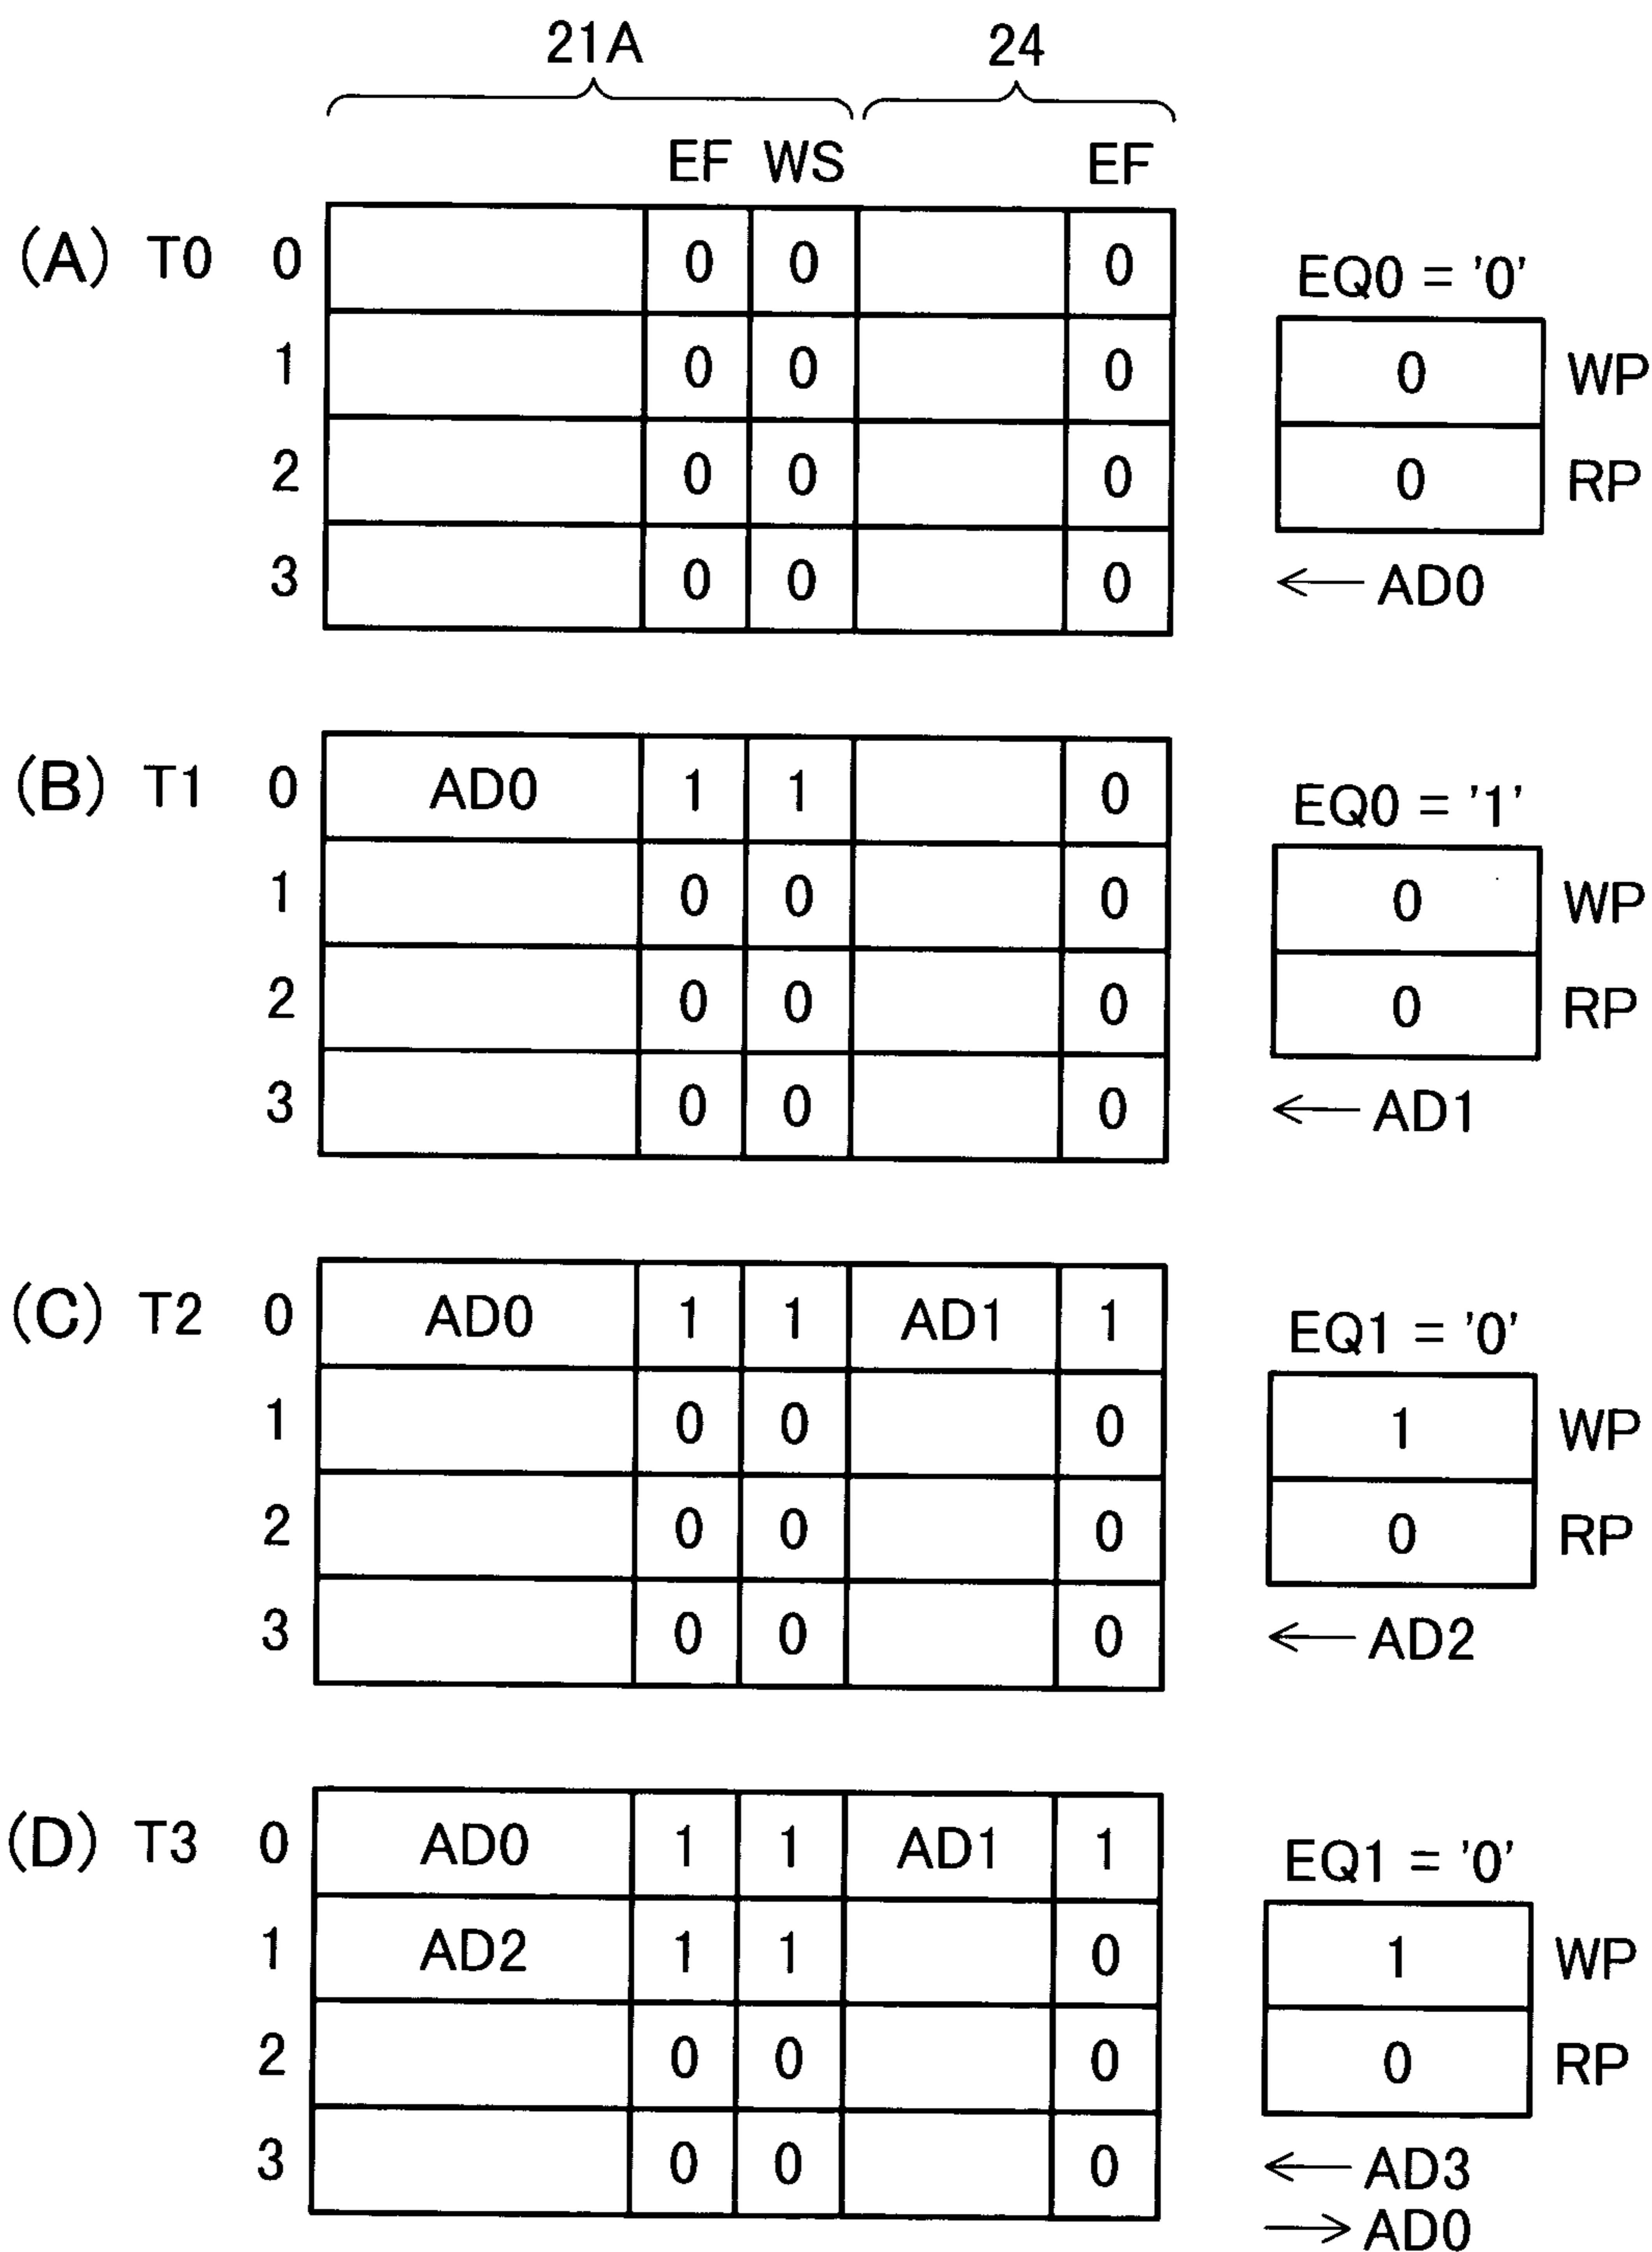 21A 24
EF WS EF
(A) T0 0 0 0 0 EQ0 = '0'
1 0 0 0 0 WP
2 0 0 0 0 RP
3 0 0 0 ← AD0
(B) T1 0 AD0 1 1 0 EQ0 = '1'
1 0 0 0 0 WP
2 0 0 0 0 RP
3 0 0 0 ← AD1
(C) T2 0 AD0 1 1 AD1 1 EQ1 = '0'
1 0 0 0 1 WP
2 0 0 0 0 RP
3 0 0 0 ← AD2
(D) T3 0 AD0 1 1 AD1 1 EQ1 = '0'
1 AD2 1 1 0 1 WP
2 0 0 0 0 RP
3 0 0 0 ← AD3
→ AD0